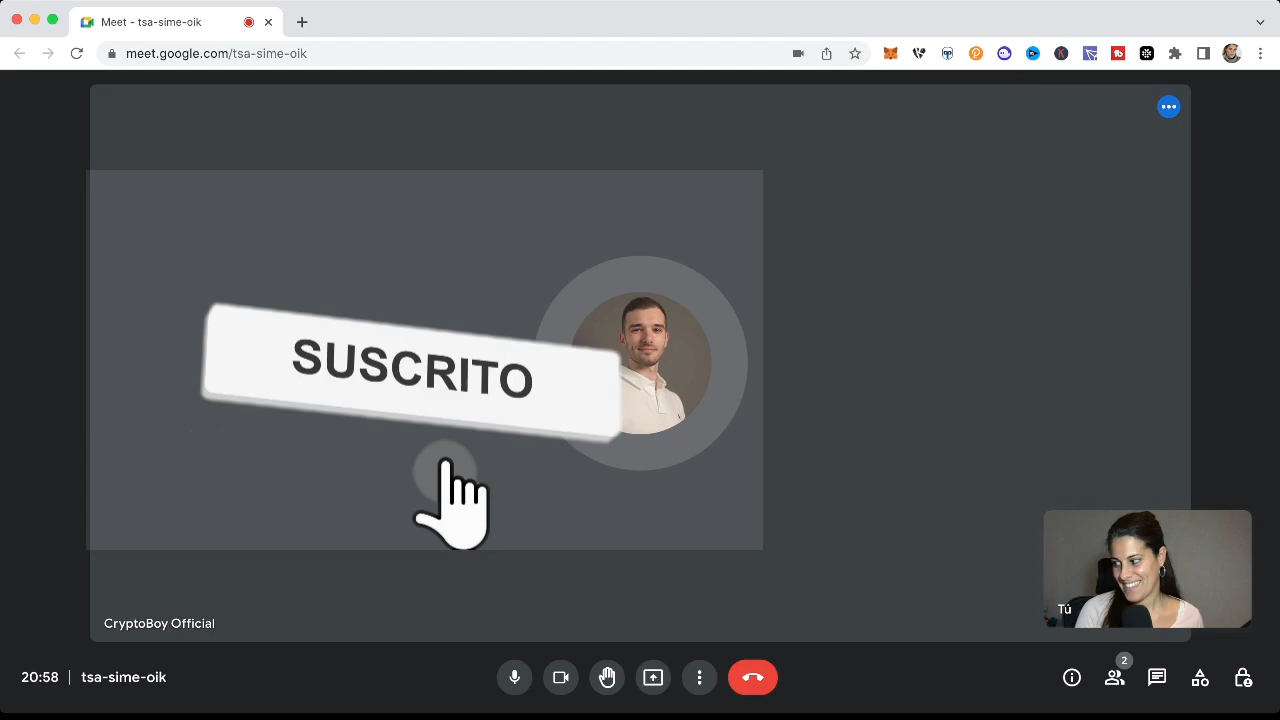 Meet - tsa-sime-oik
meet.google.com/tsa-sime-oik
SUSCRITO
Tú
CryptoBoy Official
2
20:58 | tsa-sime-oik